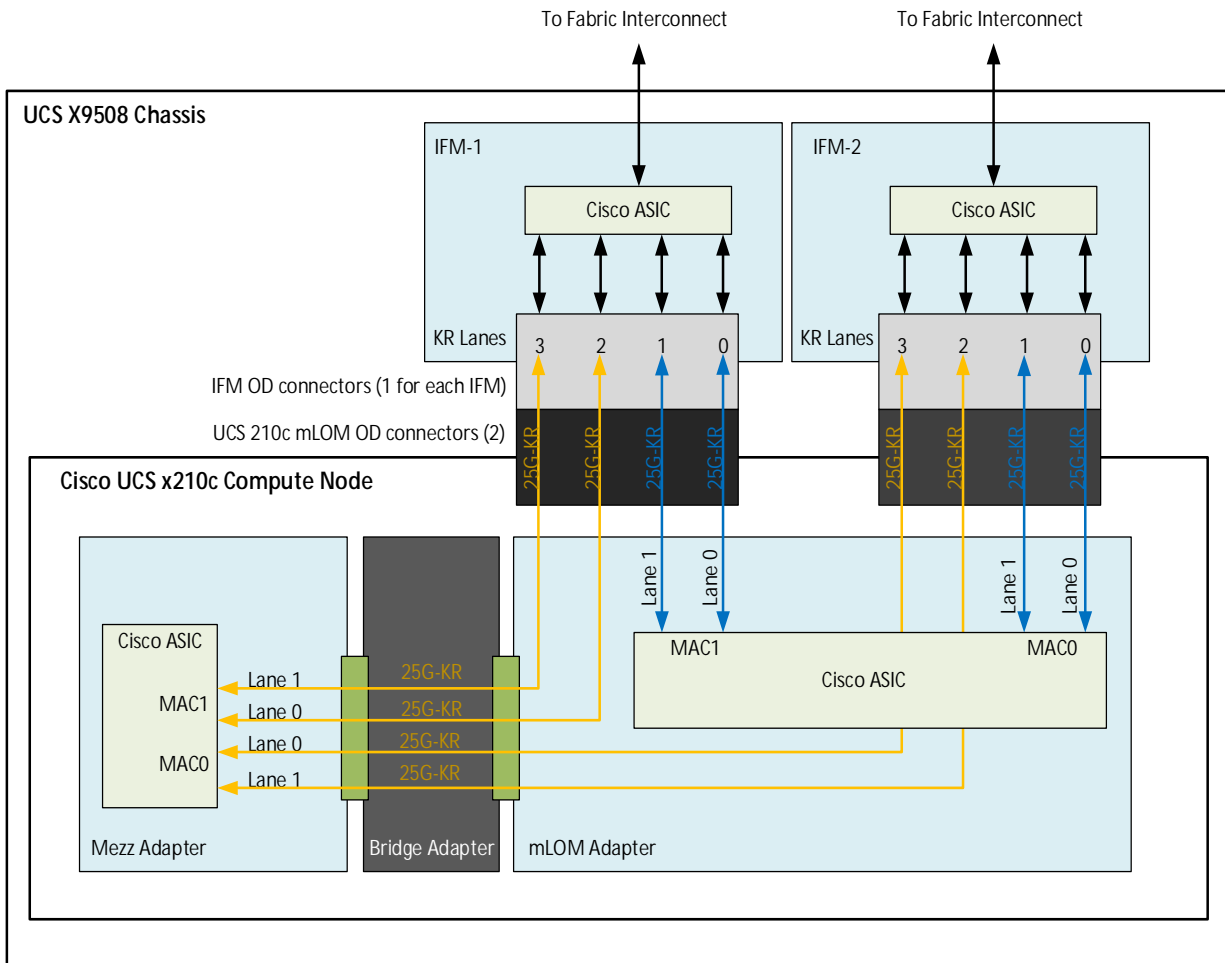 To Fabric Interconnect
To Fabric Interconnect
UCS X9508 Chassis
IFM-1
IFM-2
Cisco ASIC
Cisco ASIC
KR Lanes
3
2
1
0
KR Lanes
3
2
1
0
IFM OD connectors (1 for each IFM)
UCS 210c mLOM OD connectors (2)
25G-KR
25G-KR
25G-KR
25G-KR
25G-KR
25G-KR
25G-KR
25G-KR
Cisco UCS x210c Compute Node
Lane 1
Lane 0
Lane 1
Lane 0
Cisco ASIC
MAC1
MAC0
Cisco ASIC
Lane 1
25G-KR
MAC1
Lane 0
25G-KR
Lane 0
25G-KR
MAC0
Lane 1
25G-KR
Mezz Adapter
Bridge Adapter
mLOM Adapter